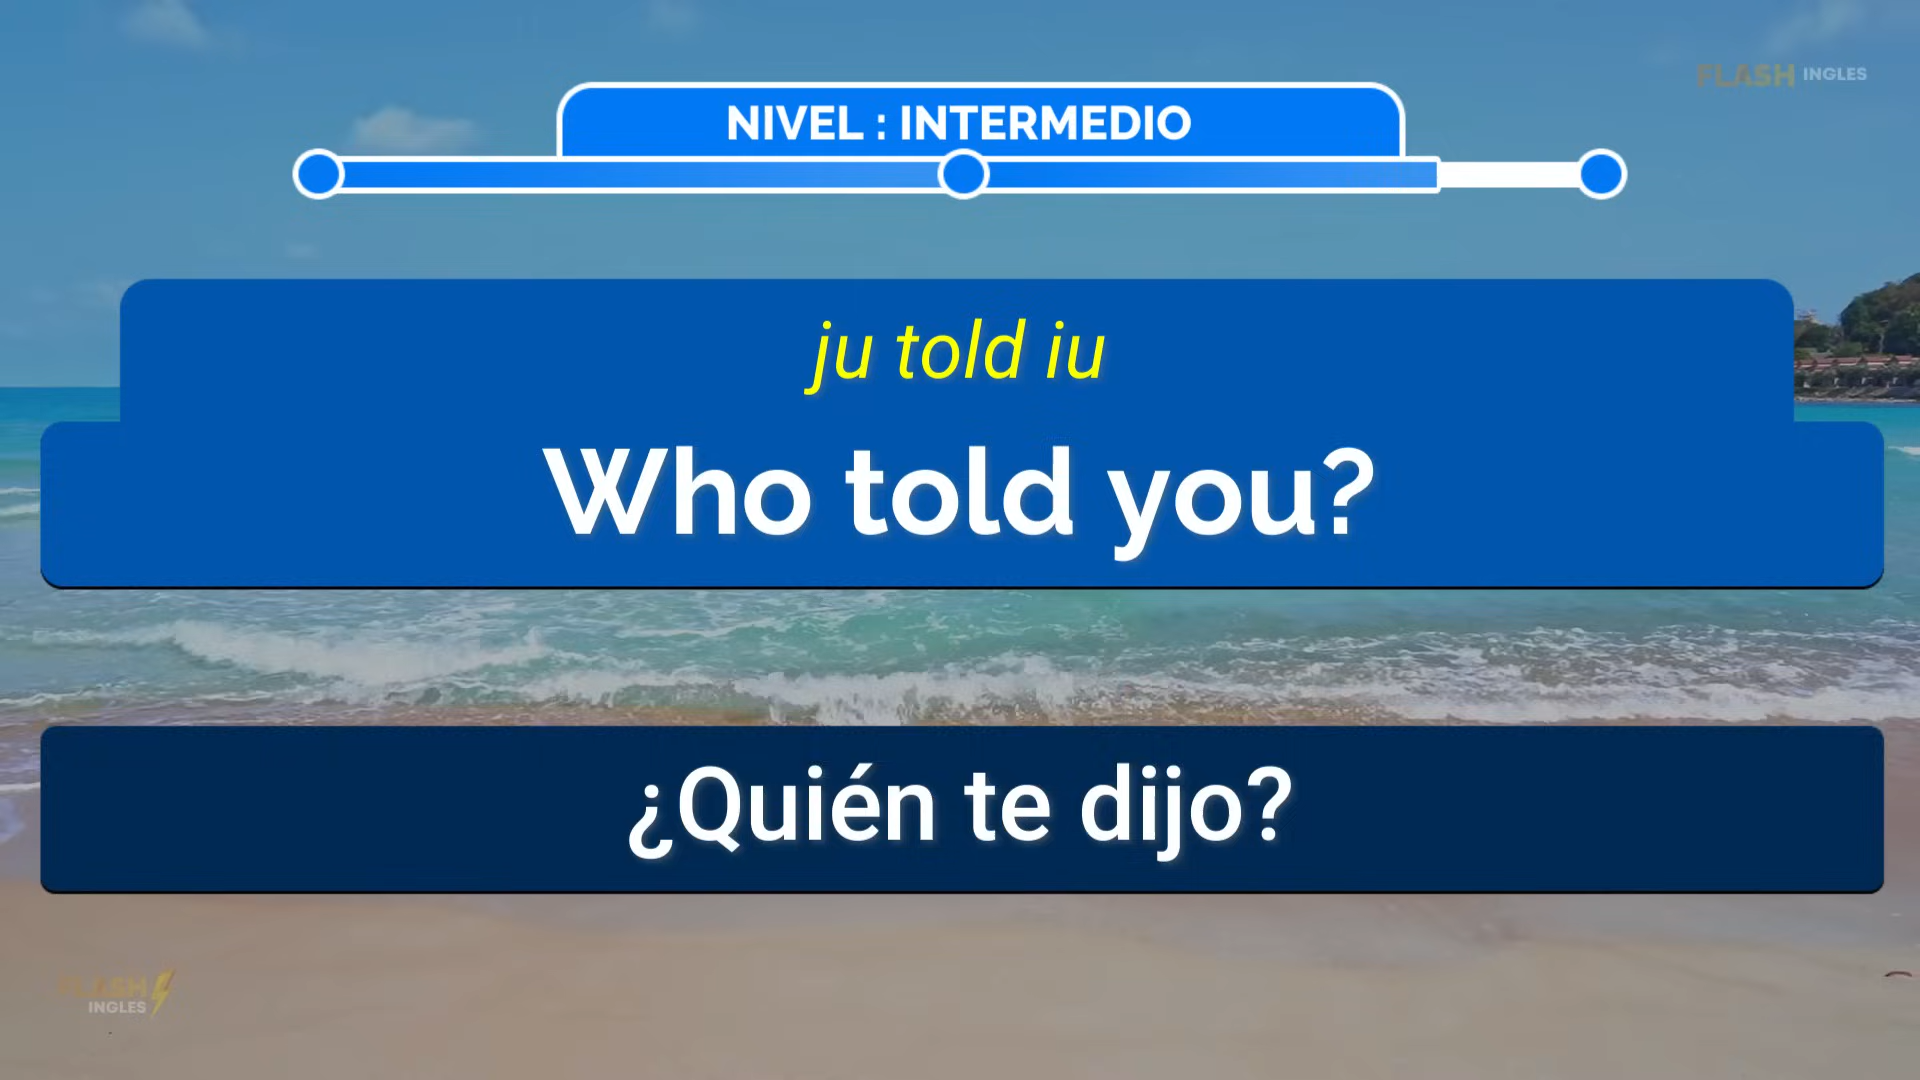 FLASH INGLES
NIVEL : INTERMEDIO
ju told iu
Who told you?
¿Quién te dijo?
FLASH
INGLES